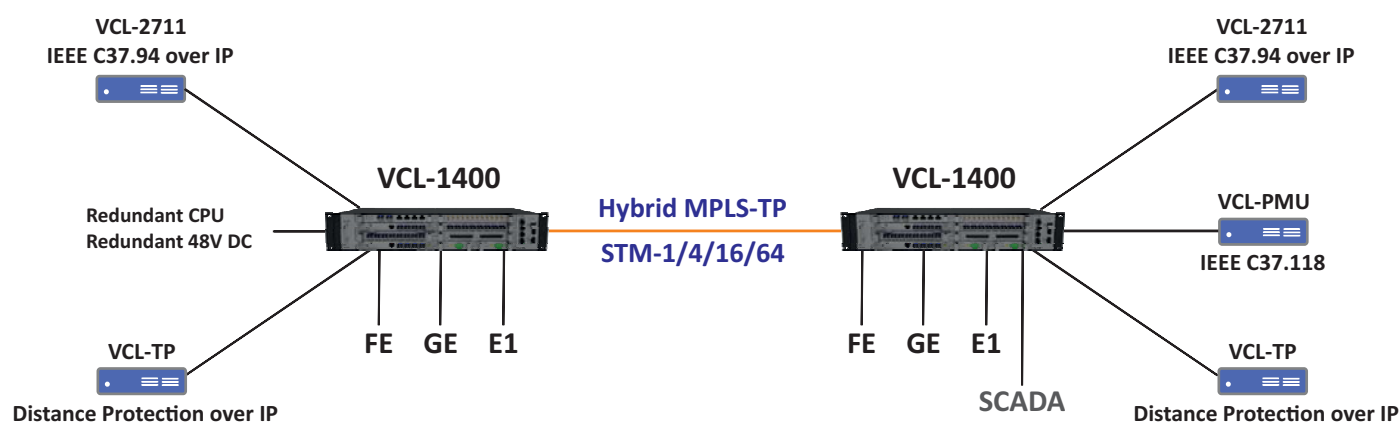 VCL-2711
IEEE C37.94 over IP
VCL-2711
IEEE C37.94 over IP
VCL-1400
VCL-1400
Redundant CPU
Redundant 48V DC
Hybrid MPLS-TP
STM-1/4/16/64
VCL-PMU
IEEE C37.118
FE
GE
E1
FE
GE
E1
SCADA
VCL-TP
Distance Protection over IP
VCL-TP
Distance Protection over IP